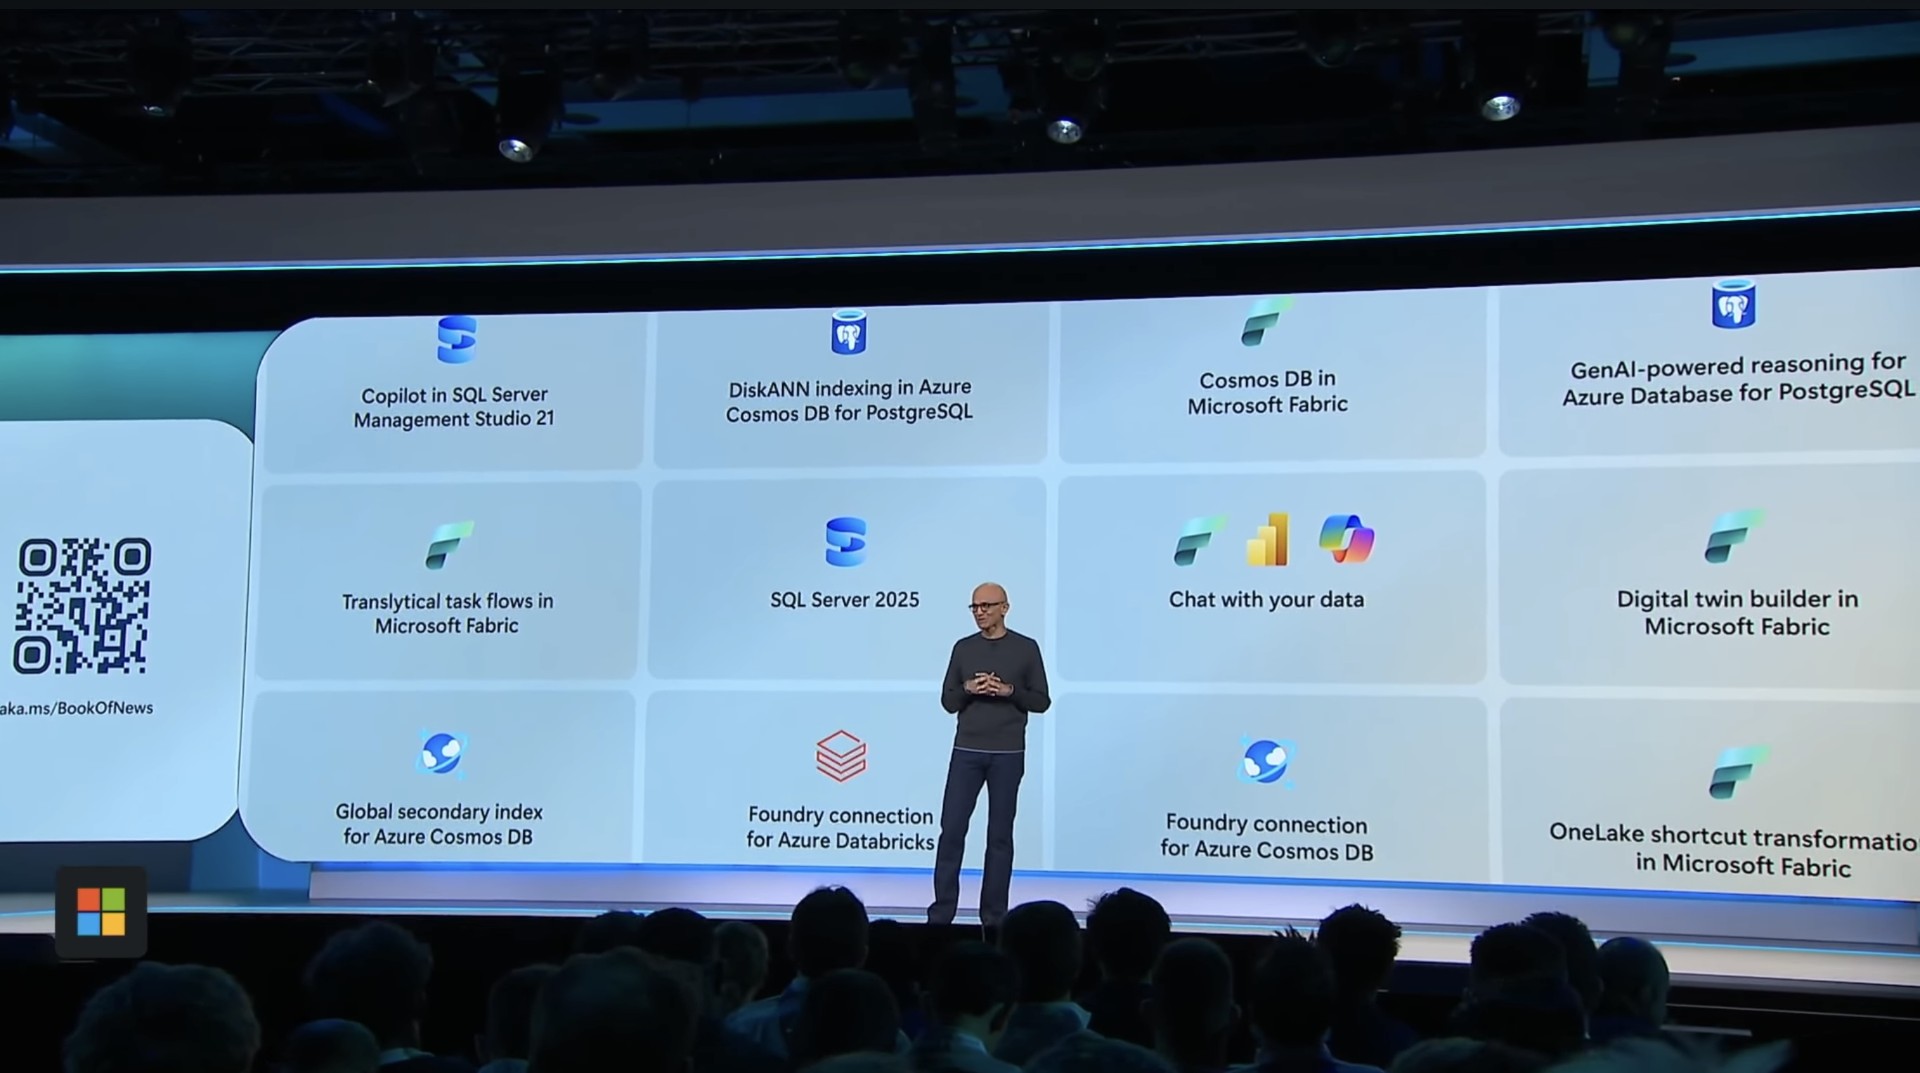 Copilot in SQL Server
Management Studio 21
DiskANN indexing in Azure
Cosmos DB for PostgreSQL
Cosmos DB in
Microsoft Fabric
GenAI-powered reasoning for
Azure Database for PostgreSQL
Translytical task flows in
Microsoft Fabric
SQL Server 2025
Chat with your data
Digital twin builder in
Microsoft Fabric
aka.ms/BookOfNews
Global secondary index
for Azure Cosmos DB
Foundry connection
for Azure Databricks
Foundry connection
for Azure Cosmos DB
OneLake shortcut transformatio
in Microsoft Fabric